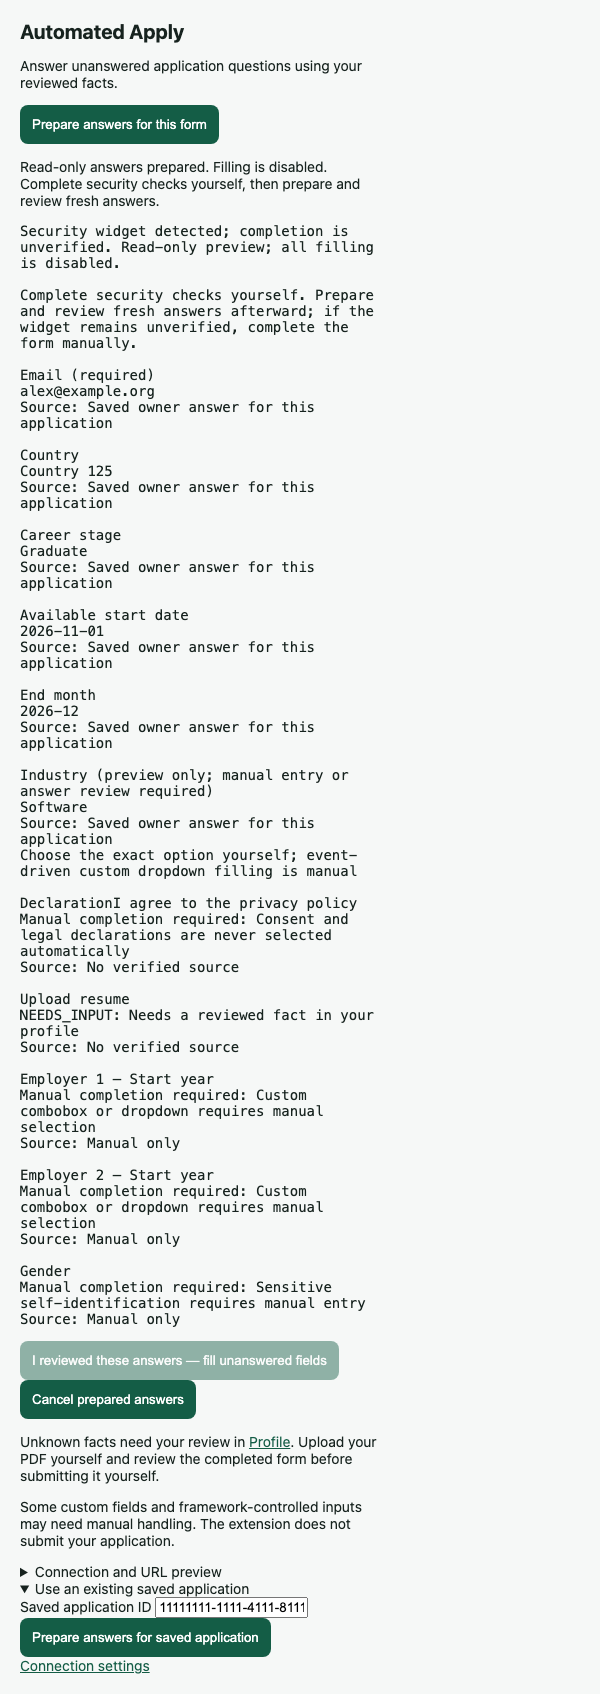 Automated Apply
Answer unanswered application questions using your
reviewed facts.
Prepare answers for this form
Read-only answers prepared. Filling is disabled.
Complete security checks yourself, then prepare and
review fresh answers.
Security widget detected; completion is
unverified. Read-only preview; all filling
is disabled.
Complete security checks yourself. Prepare
and review fresh answers afterward; if the
widget remains unverified, complete the
form manually.
Email (required)
alex@example.org
Source: Saved owner answer for this
application
Country
Country 125
Source: Saved owner answer for this
application
Career stage
Graduate
Source: Saved owner answer for this
application
Available start date
2026-11-01
Source: Saved owner answer for this
application
End month
2026-12
Source: Saved owner answer for this
application
Industry (preview only; manual entry or
answer review required)
Software
Source: Saved owner answer for this
application
Choose the exact option yourself; event-
driven custom dropdown filling is manual
DeclarationI agree to the privacy policy
Manual completion required: Consent and
legal declarations are never selected
automatically
Source: No verified source
Upload resume
NEEDS_INPUT: Needs a reviewed fact in your
profile
Source: No verified source
Employer 1 — Start year
Manual completion required: Custom
combobox or dropdown requires manual
selection
Source: Manual only
Employer 2 — Start year
Manual completion required: Custom
combobox or dropdown requires manual
selection
Source: Manual only
Gender
Manual completion required: Sensitive
self-identification requires manual entry
Source: Manual only
I reviewed these answers — fill unanswered fields
Cancel prepared answers
Unknown facts need your review in Profile. Upload your
PDF yourself and review the completed form before
submitting it yourself.
Some custom fields and framework-controlled inputs
may need manual handling. The extension does not
submit your application.
▶ Connection and URL preview
▼ Use an existing saved application
Saved application ID 11111111-1111-4111-8111
Prepare answers for saved application
Connection settings